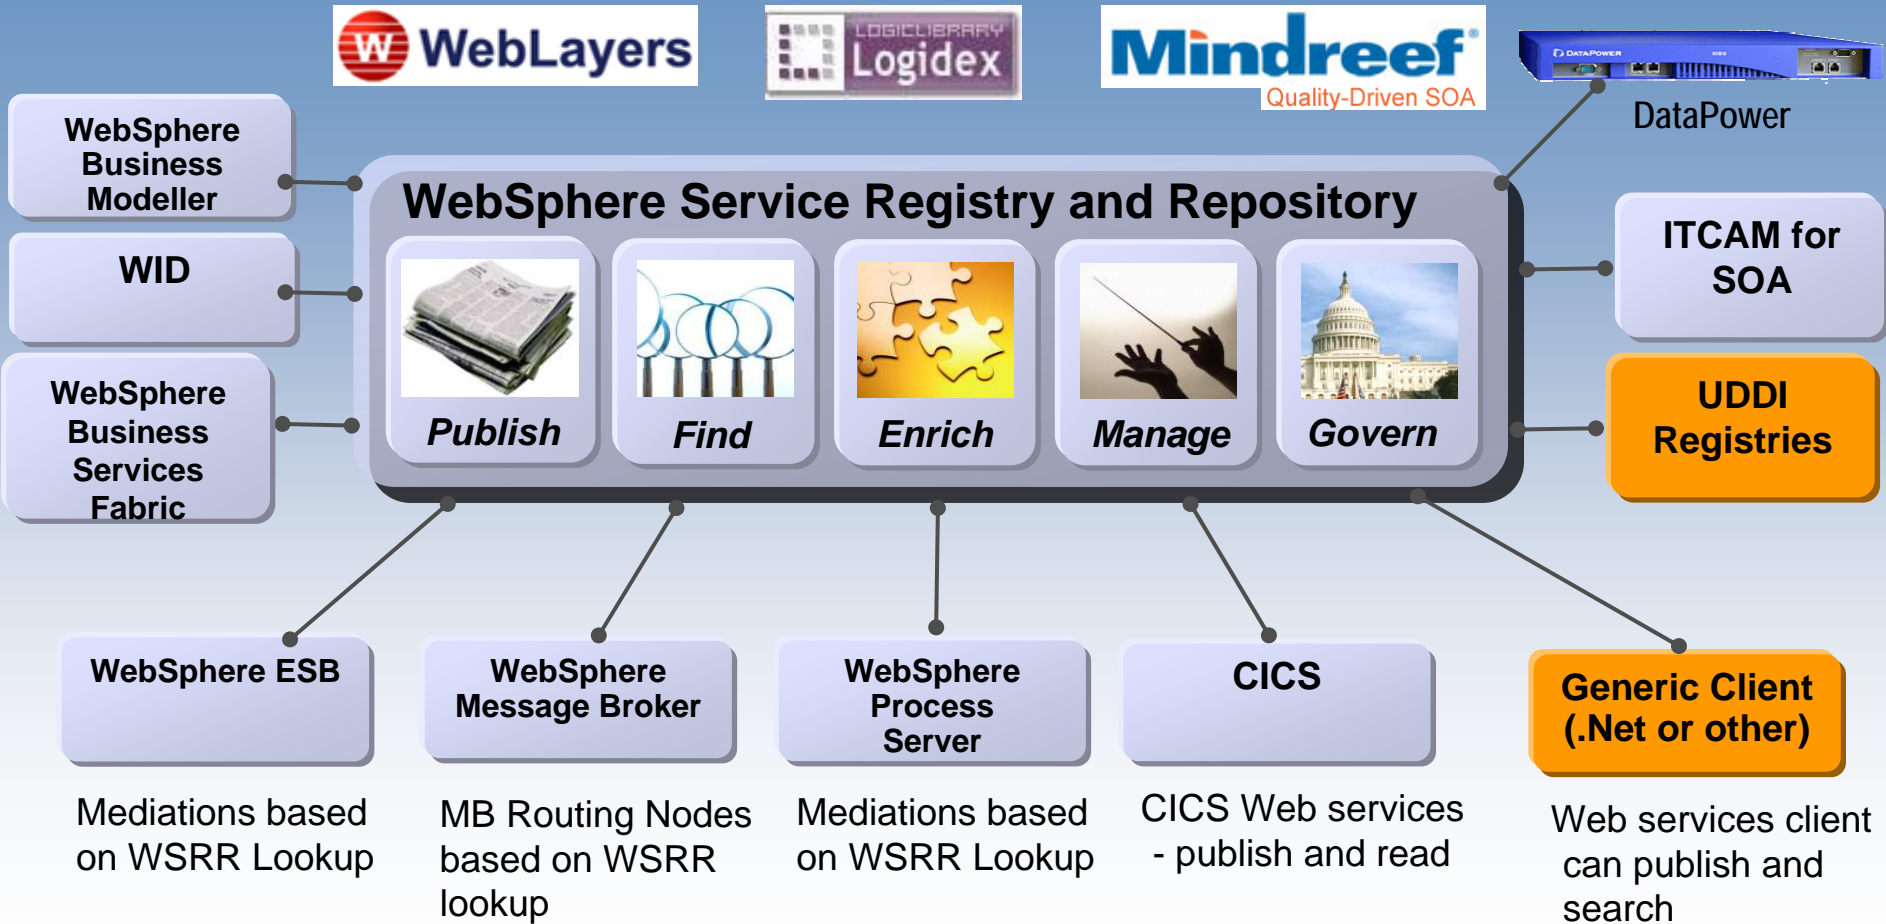 W WebLayers
LOGICLIBRARY
Logidex
Mindreef®
Quality-Driven SOA
DATAPOWER
DataPower
WebSphere
Business
Modeller
WID
WebSphere
Business
Services
Fabric
WebSphere Service Registry and Repository
Publish
Find
Enrich
Manage
Govern
ITCAM for
SOA
UDDI
Registries
WebSphere ESB
WebSphere
Message Broker
WebSphere
Process
Server
CICS
Generic Client
(.Net or other)
Mediations based
on WSRR Lookup
MB Routing Nodes
based on WSRR
lookup
Mediations based
on WSRR Lookup
CICS Web services
- publish and read
Web services client
can publish and
search